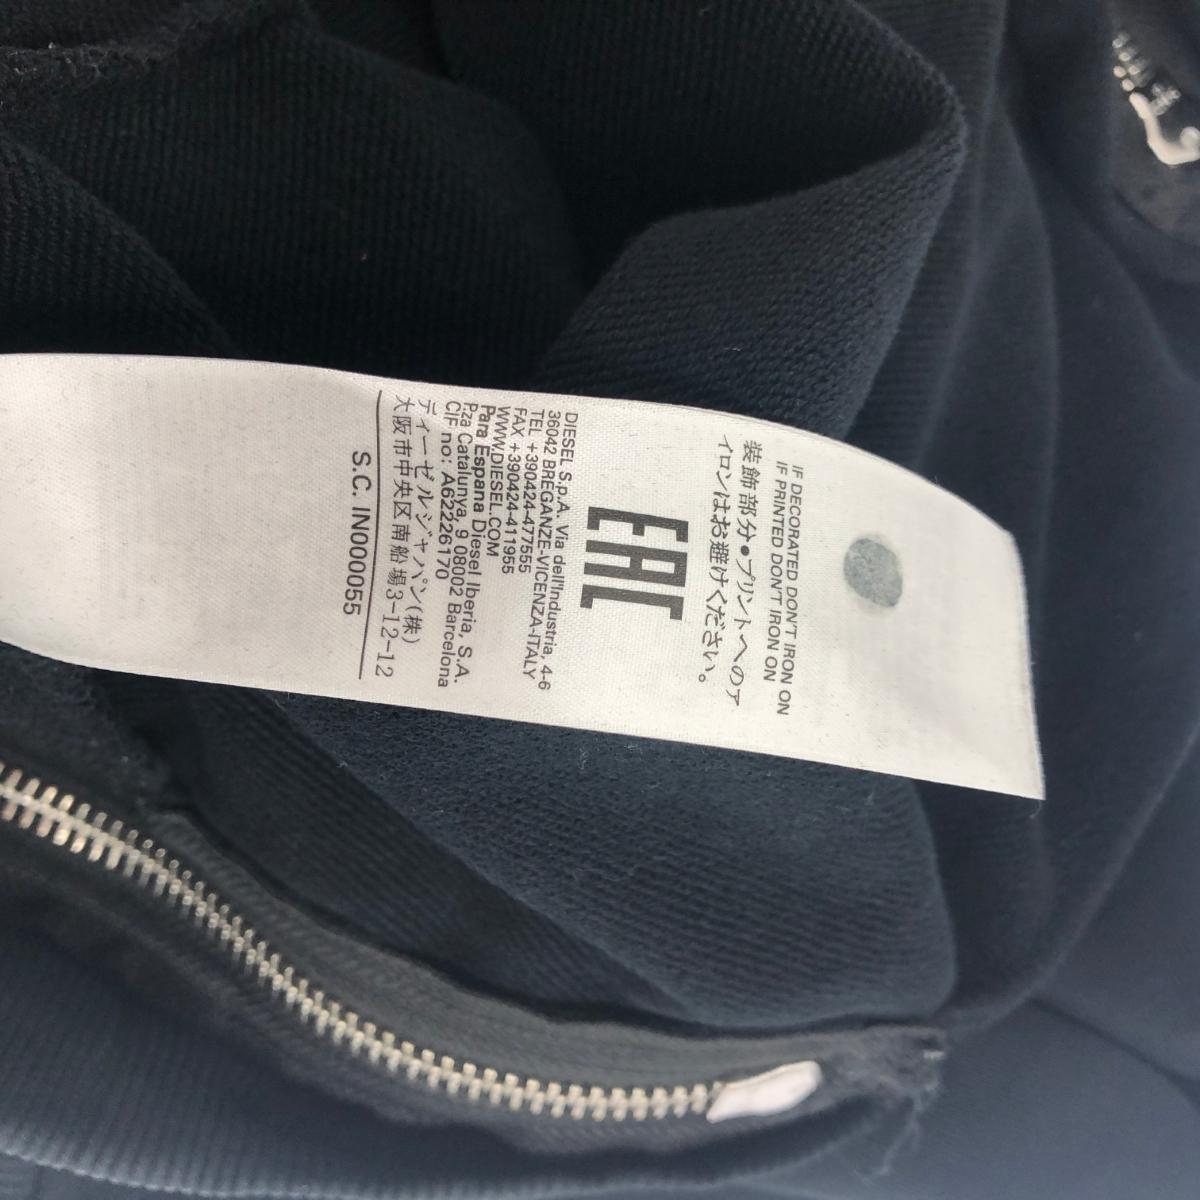 IF DECORATED DON'T IRON ON
IF PRINTED DON'T IRON ON
装飾部分•プリントへのア
イロンはお避けください。
EAC
DIESEL S.p.A. Via dell'Industria, 4-6
36042 BREGANZE-VICENZA-ITALY
TEL +390424-477555
FAX +390424-411955
WWW.DIESEL.COM
Para Espana Diesel Iberia, S.A.
P.za Catalunya, 9 08002 Barcelona
CIF no: A62226170
ディーゼルジャパン(株)
大阪市中央区南船場3-12-12
S.C. IN000055